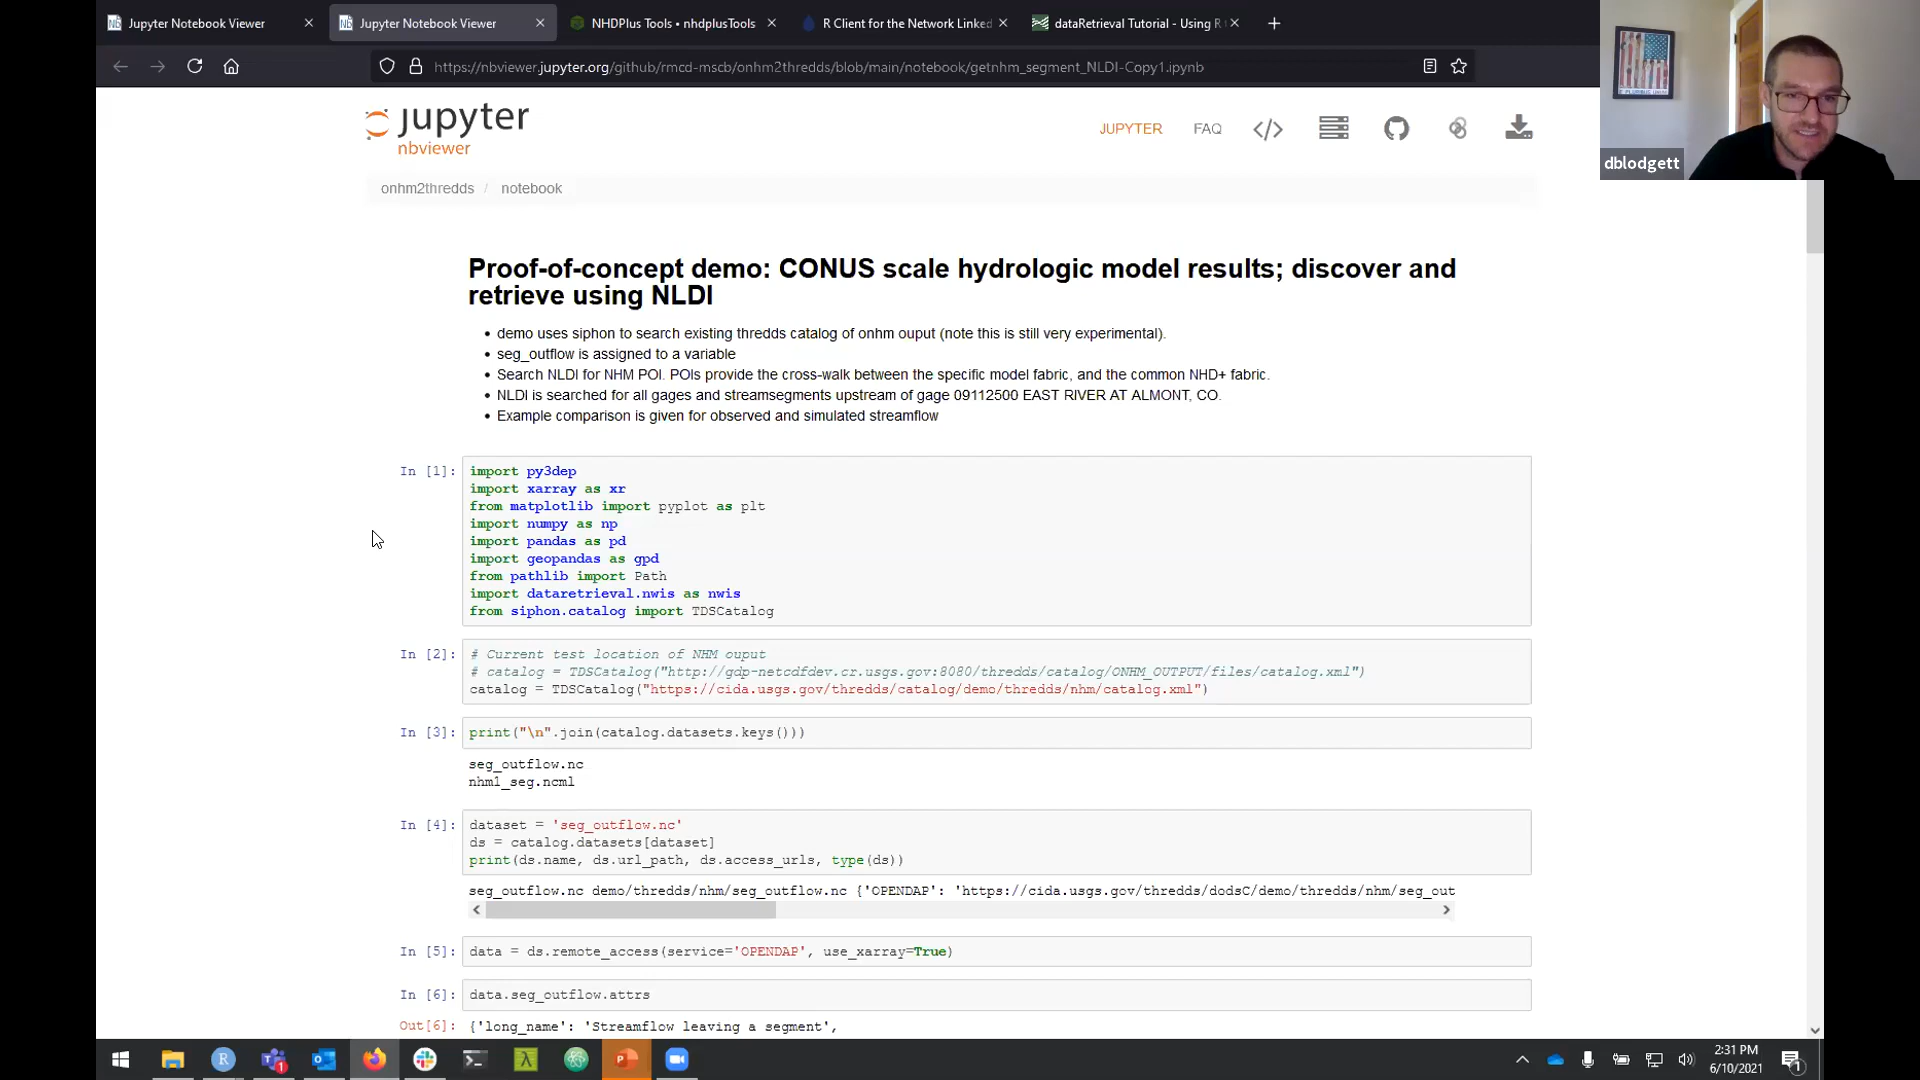 Jupyter Notebook Viewer
Jupyter Notebook Viewer
NHDPlus Tools • nhdplusTools
R Client for the Network Linked
dataRetrieval Tutorial - Using R
https://nbviewer.jupyter.org/github/rmcd-mscb/onhm2thredds/blob/main/notebook/getnhm_segment_NLDI-Copy1.ipynb
dblodgett
jupyter
nbviewer
JUPYTER FAQ
onhm2thredds / notebook
Proof-of-concept demo: CONUS scale hydrologic model results; discover and
retrieve using NLDI
• demo uses siphon to search existing thredds catalog of onhm ouput (note this is still very experimental).
• seg_outflow is assigned to a variable
• Search NLDI for NHM POI. POIs provide the cross-walk between the specific model fabric, and the common NHD+ fabric.
• NLDI is searched for all gages and streamsegments upstream of gage 09112500 EAST RIVER AT ALMONT, CO.
• Example comparison is given for observed and simulated streamflow
In [1]: import py3dep
import xarray as xr
from matplotlib import pyplot as plt
import numpy as np
import pandas as pd
import geopandas as gpd
from pathlib import Path
import dataretrieval.nwis as nwis
from siphon.catalog import TDSCatalog
In [2]: # Current test location of NHM ouput
# catalog = TDSCatalog("http://gdp-netcdfdev.cr.usgs.gov:8080/thredds/catalog/ONHM_OUTPUT/files/catalog.xml")
catalog = TDSCatalog("https://cida.usgs.gov/thredds/catalog/demo/thredds/nhm/catalog.xml")
In [3]: print("\n".join(catalog.datasets.keys()))
seg_outflow.nc
nhm1_seg.ncml
In [4]: dataset = 'seg_outflow.nc'
ds = catalog.datasets[dataset]
print(ds.name, ds.url_path, ds.access_urls, type(ds))
seg_outflow.nc demo/thredds/nhm/seg_outflow.nc {'OPENDAP': 'https://cida.usgs.gov/thredds/dodsC/demo/thredds/nhm/seg_out
In [5]: data = ds.remote_access(service='OPENDAP', use_xarray=True)
In [6]: data.seg_outflow.attrs
Out[6]: {'long_name': 'Streamflow leaving a segment',
2:31 PM
6/10/2021